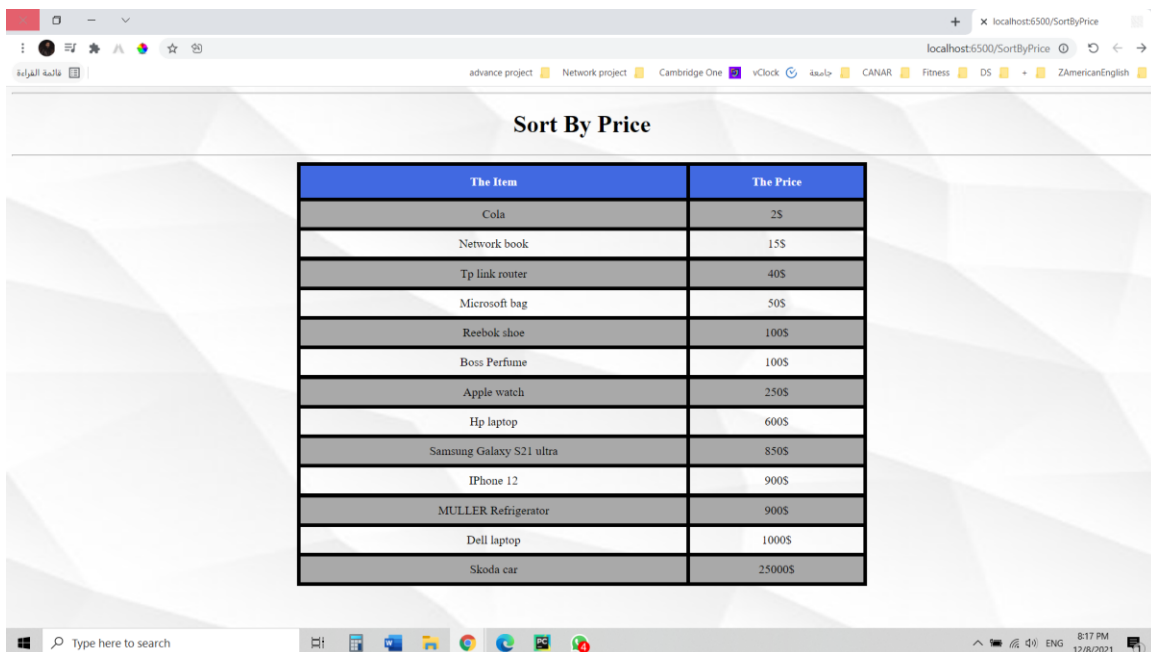 localhost:6500/SortByPrice
localhost:6500/SortByPrice
قائمة القراءة
advance project Network project Cambridge One vClock جامعة CANAR Fitness DS + ZAmericanEnglish
Sort By Price
The Item The Price
Cola 2$
Network book 15$
Tp link router 40$
Microsoft bag 50$
Reebok shoe 100$
Boss Perfume 100$
Apple watch 250$
Hp laptop 600$
Samsung Galaxy S21 ultra 850$
IPhone 12 900$
MULLER Refrigerator 900$
Dell laptop 1000$
Skoda car 25000$
Type here to search
ENG 8:17 PM
12/8/2021